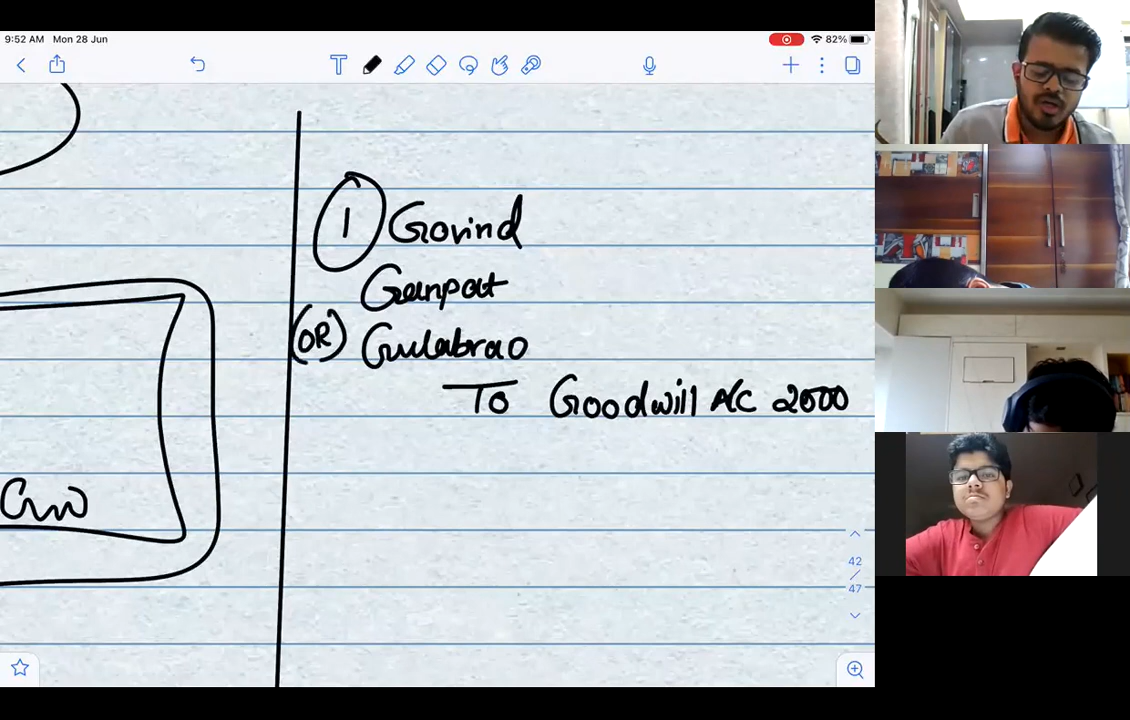 9:52 AM Mon 28 Jun
82%
1 Govind
Ganpat
(OR) Gulabrao
To Goodwill A/C 2000
42
/
47